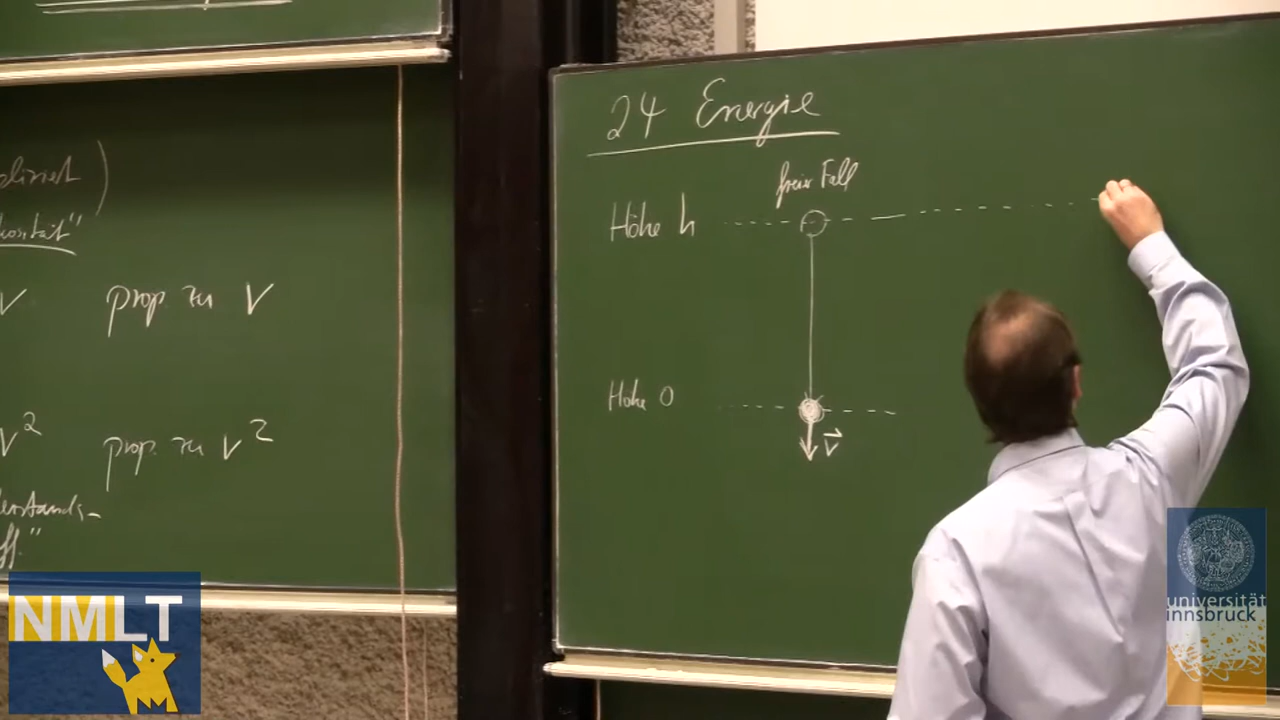 prop zu v
v²
prop. zu v²
24 Energie
freier Fall
Höhe h
Höhe 0
v⃗
NMLT
universität
innsbruck